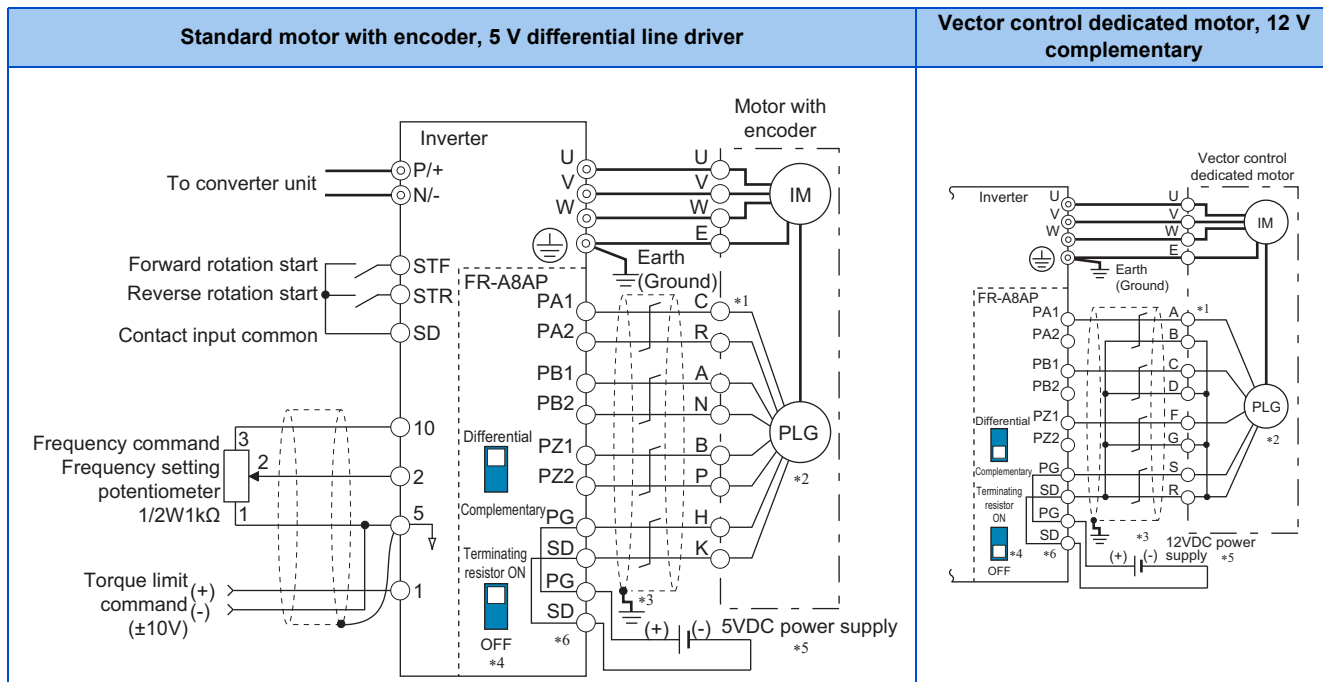 Standard motor with encoder, 5 V differential line driver
Vector control dedicated motor, 12 V
complementary
Motor with
encoder
Inverter
P/+
N/-
To converter unit
U
V
W
U
V
W
E
IM
Earth
(Ground)
Forward rotation start
Reverse rotation start
Contact input common
STF
STR
SD
FR-A8AP
PA1
PA2
PB1
PB2
PZ1
PZ2
PG
SD
PG
SD
C
*1
R
A
N
B
P
H
K
PLG
*2
Differential
Complementary
Terminating
resistor ON
OFF
*4
*6
*3
(+)
(-)
5VDC power supply
*5
Frequency command
Frequency setting
potentiometer
1/2W1kΩ
3
2
1
10
2
5
1
Torque limit
command
(±10V)
(+)
(-)
Vector control
dedicated motor
Inverter
U
V
W
U
V
W
E
IM
Earth
(Ground)
FR-A8AP
PA1
PA2
PB1
PB2
PZ1
PZ2
PG
SD
PG
SD
A
*1
B
C
D
F
G
S
R
PLG
*2
Differential
Complementary
Terminating
resistor
ON
*4
OFF
*6
*3
(+)
(-)
12VDC power
supply
*5